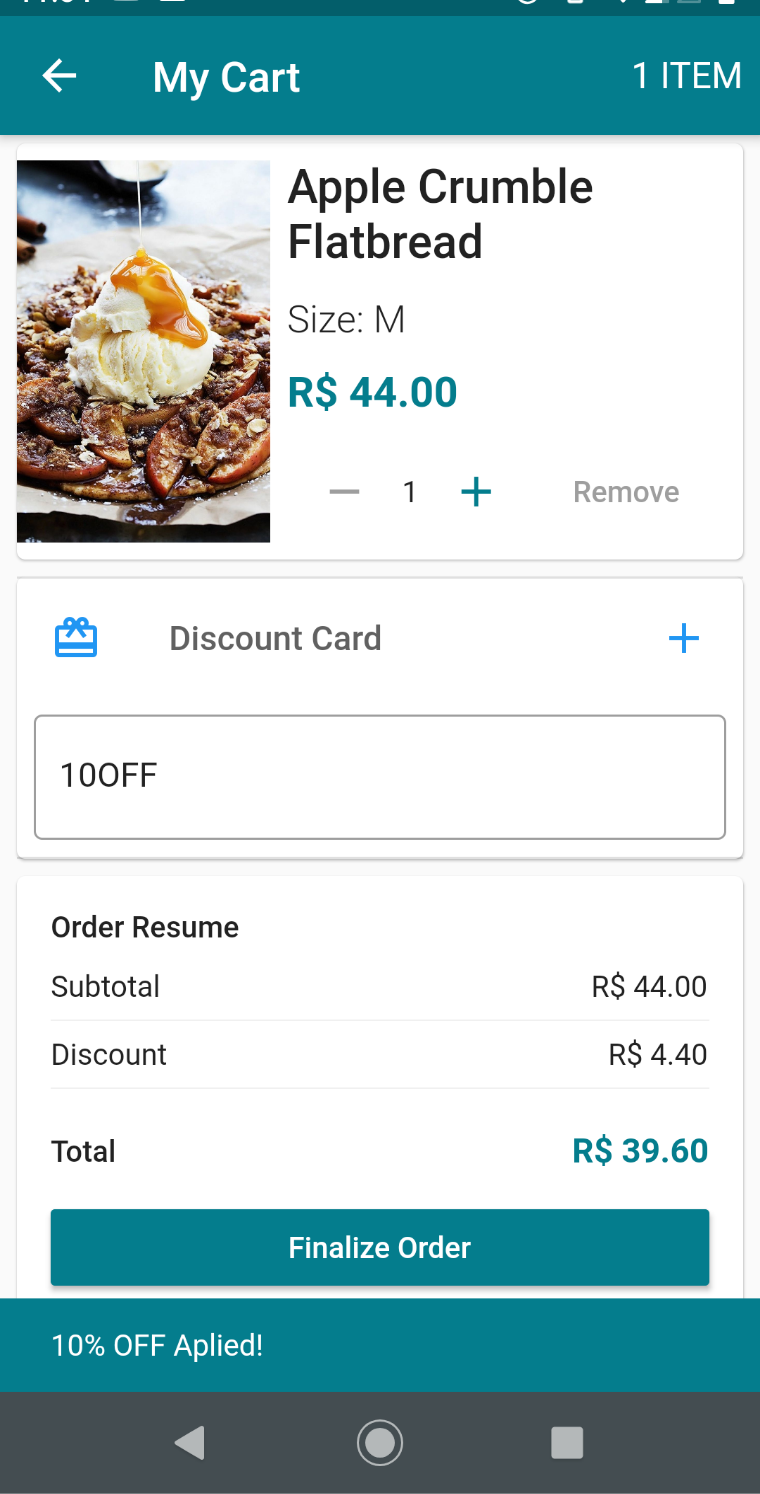 My Cart
1 ITEM
Apple Crumble
Flatbread
Size: M
R$ 44.00
1
Remove
Discount Card
10OFF
Order Resume
Subtotal
R$ 44.00
Discount
R$ 4.40
Total
R$ 39.60
Finalize Order
10% OFF Aplied!